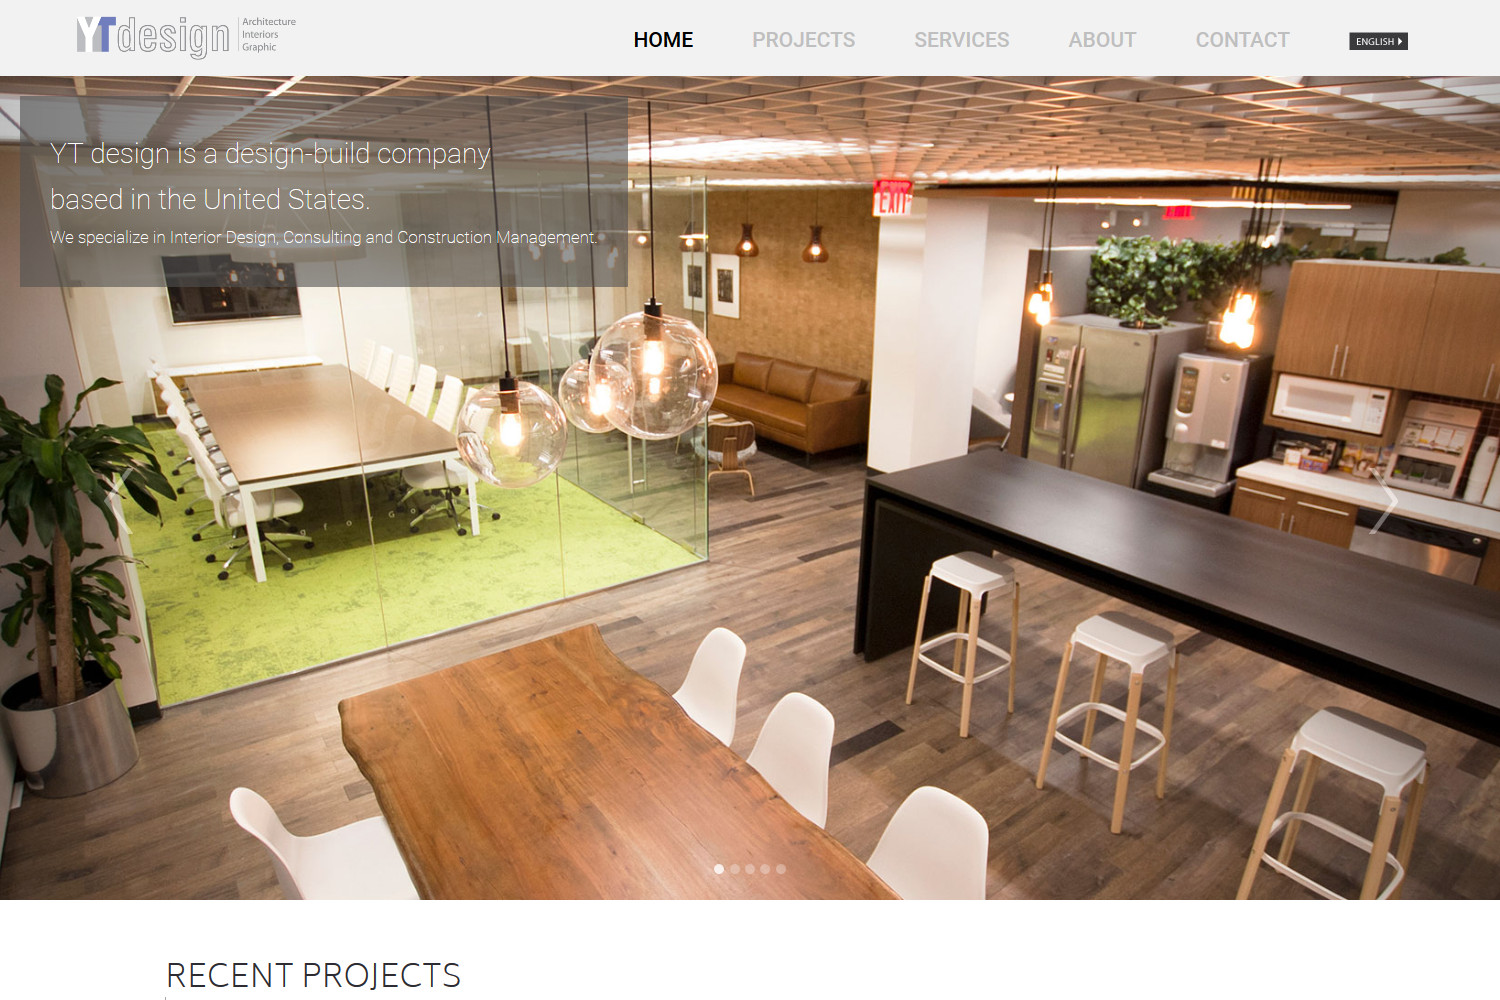 YTdesign
Architecture
Interiors
Graphic
HOME
PROJECTS
SERVICES
ABOUT
CONTACT
ENGLISH
YT design is a design-build company
based in the United States.
We specialize in Interior Design, Consulting and Construction Management.
EXIT
RECENT PROJECTS